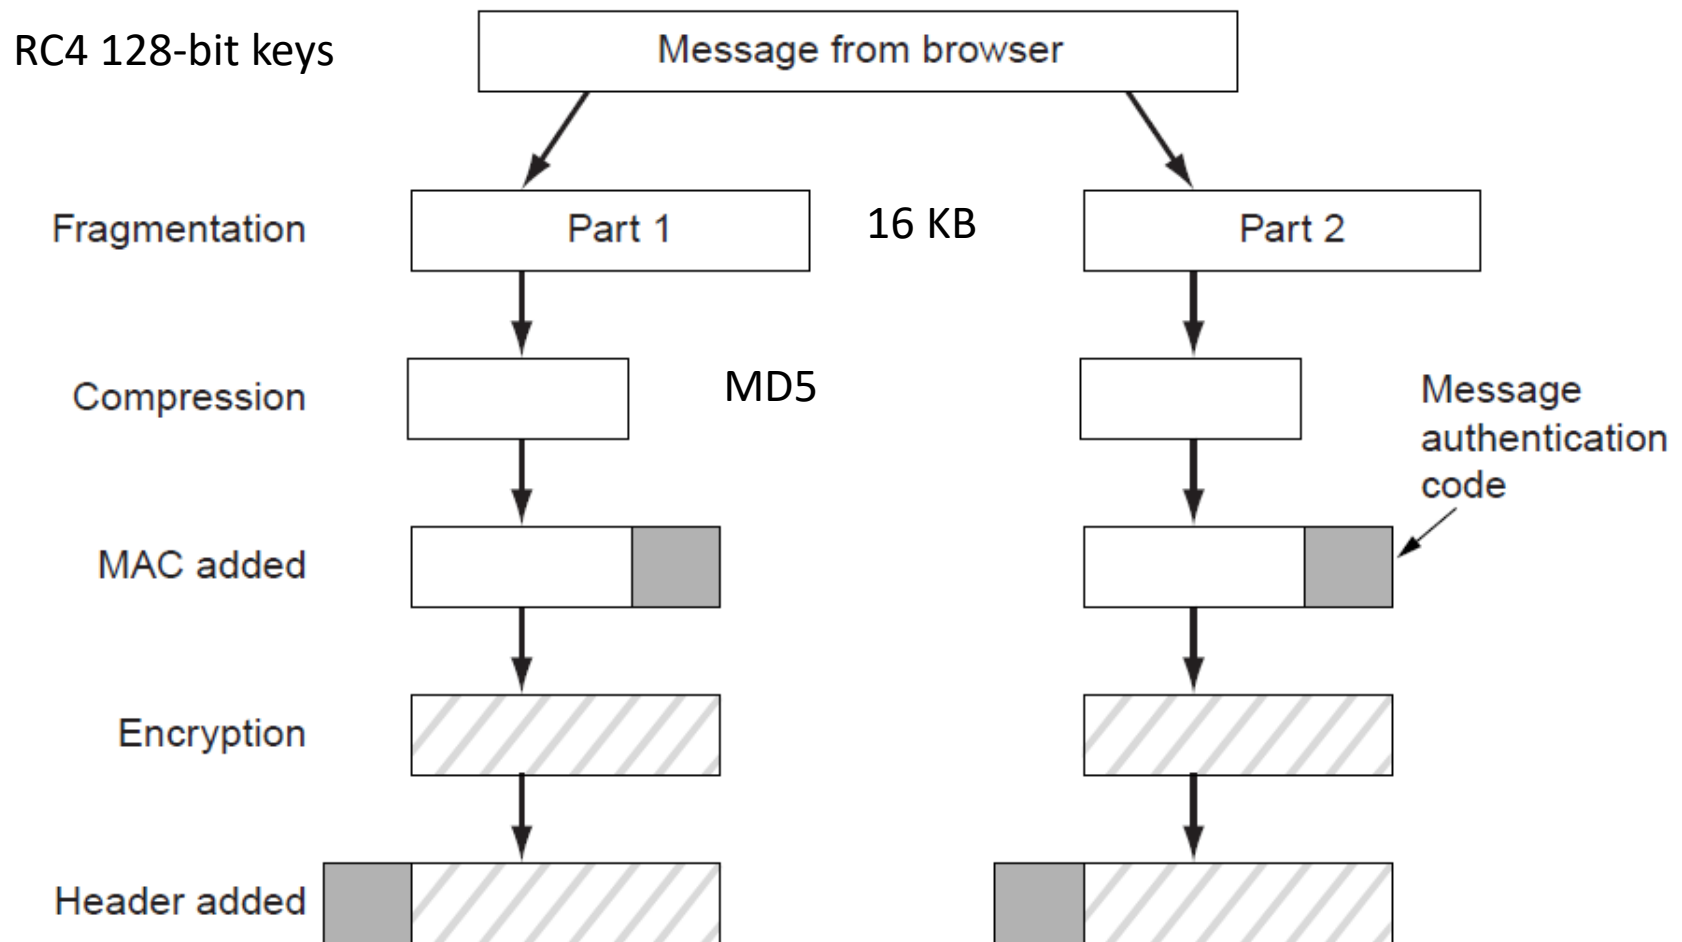 RC4 128-bit keys
Message from browser
Fragmentation
Part 1
16 KB
Part 2
Compression
MD5
Message
authentication
code
MAC added
Encryption
Header added